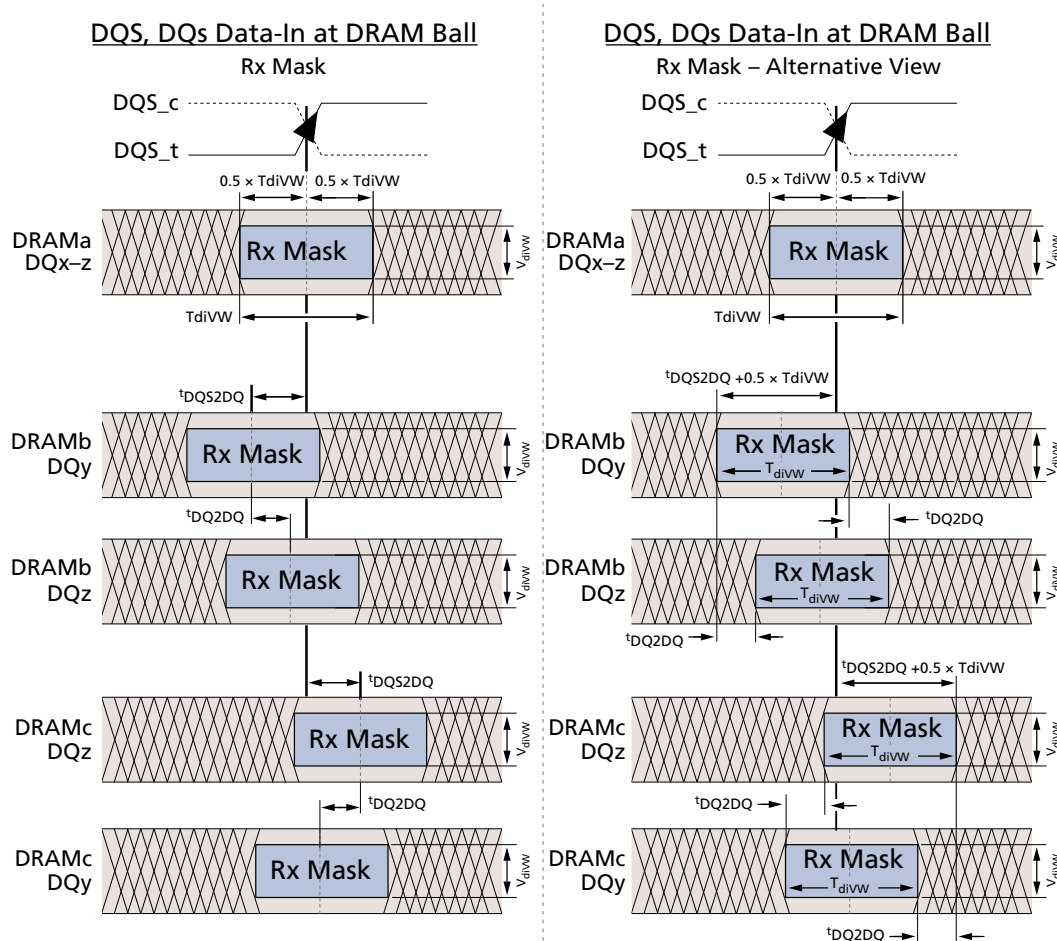 DQS, DQs Data-In at DRAM Ball
Rx Mask
DQS_c
DQS_t
0.5 × TdiVW
0.5 × TdiVW
DRAMa
DQx–z
Rx Mask
VdiVW
TdiVW
tDQS2DQ
DRAMb
DQy
Rx Mask
VdiVW
tDQ2DQ
DRAMb
DQz
Rx Mask
VdiVW
tDQS2DQ
DRAMc
DQz
Rx Mask
VdiVW
tDQ2DQ
DRAMc
DQy
Rx Mask
VdiVW
DQS, DQs Data-In at DRAM Ball
Rx Mask – Alternative View
DQS_c
DQS_t
0.5 × TdiVW
0.5 × TdiVW
DRAMa
DQx–z
Rx Mask
VdiVW
TdiVW
tDQS2DQ +0.5 × TdiVW
DRAMb
DQy
Rx Mask
TdiVW
VdiVW
tDQ2DQ
DRAMb
DQz
Rx Mask
TdiVW
VdiVW
tDQ2DQ
tDQS2DQ +0.5 × TdiVW
DRAMc
DQz
Rx Mask
TdiVW
VdiVW
tDQ2DQ
DRAMc
DQy
Rx Mask
TdiVW
VdiVW
tDQ2DQ